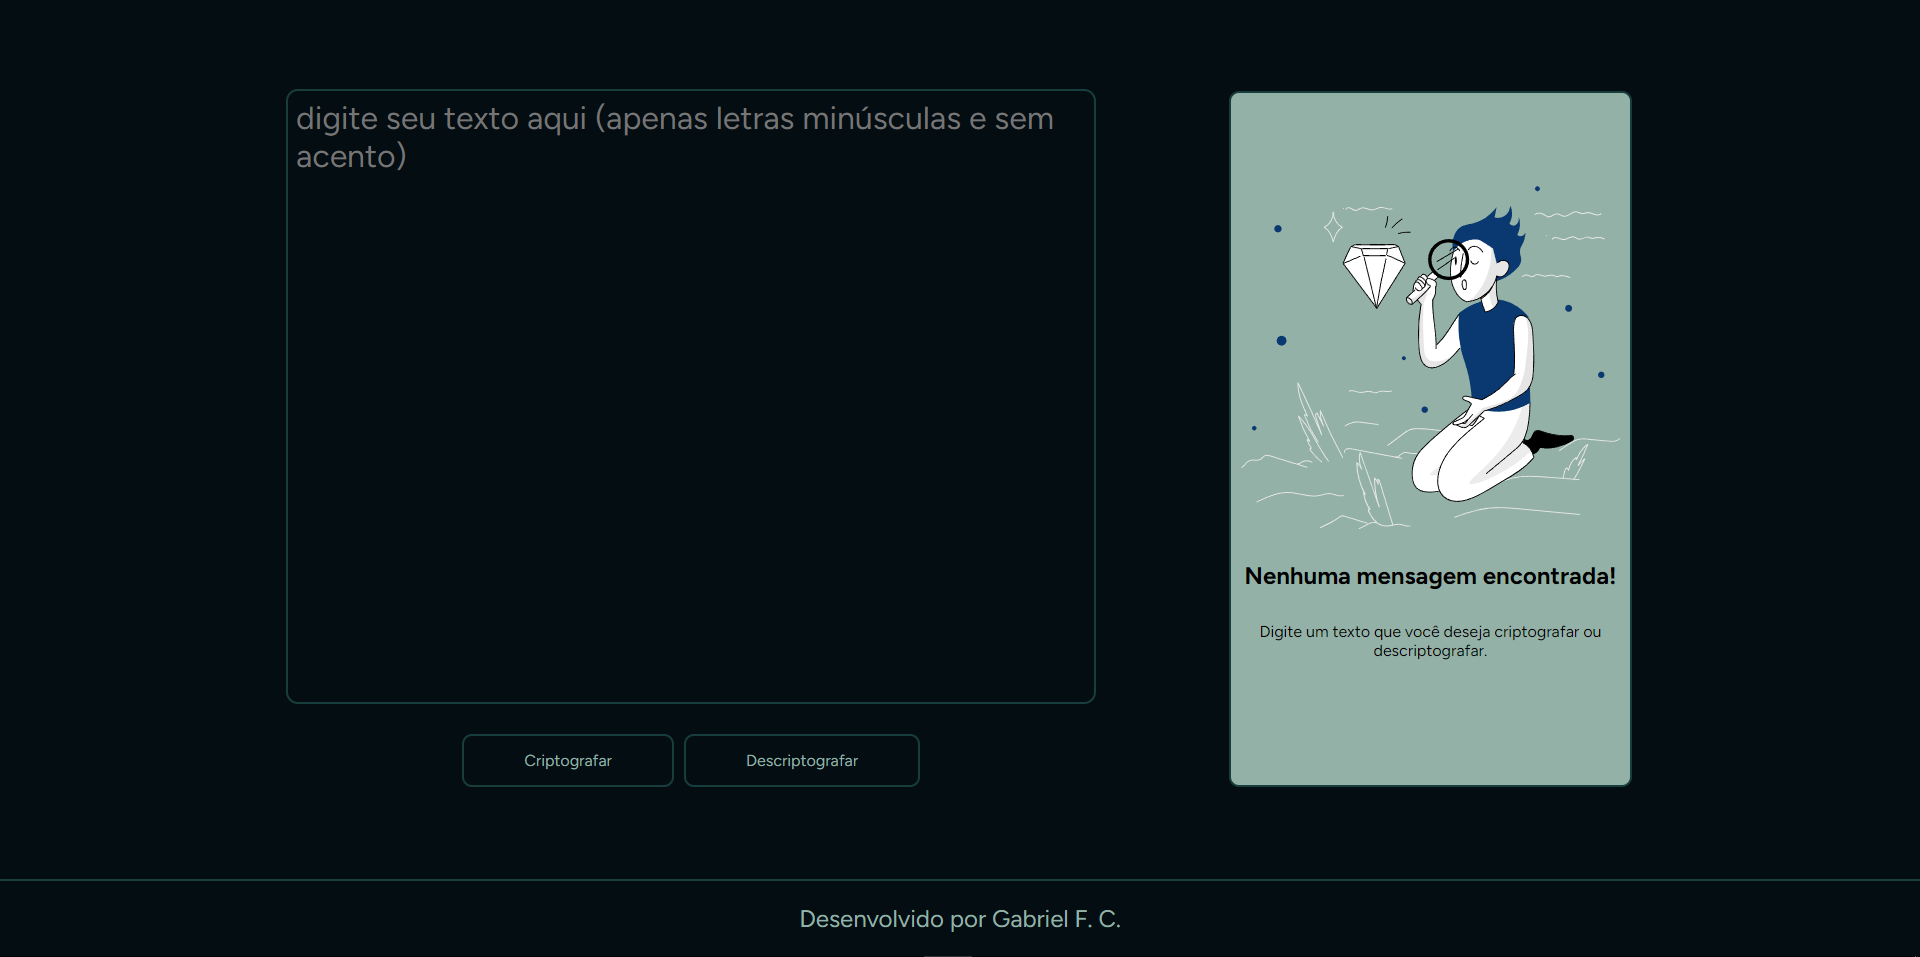 digite seu texto aqui (apenas letras minúsculas e sem
acento)
Criptografar
Descriptografar
Nenhuma mensagem encontrada!
Digite um texto que você deseja criptografar ou
descriptografar.
Desenvolvido por Gabriel F. C.